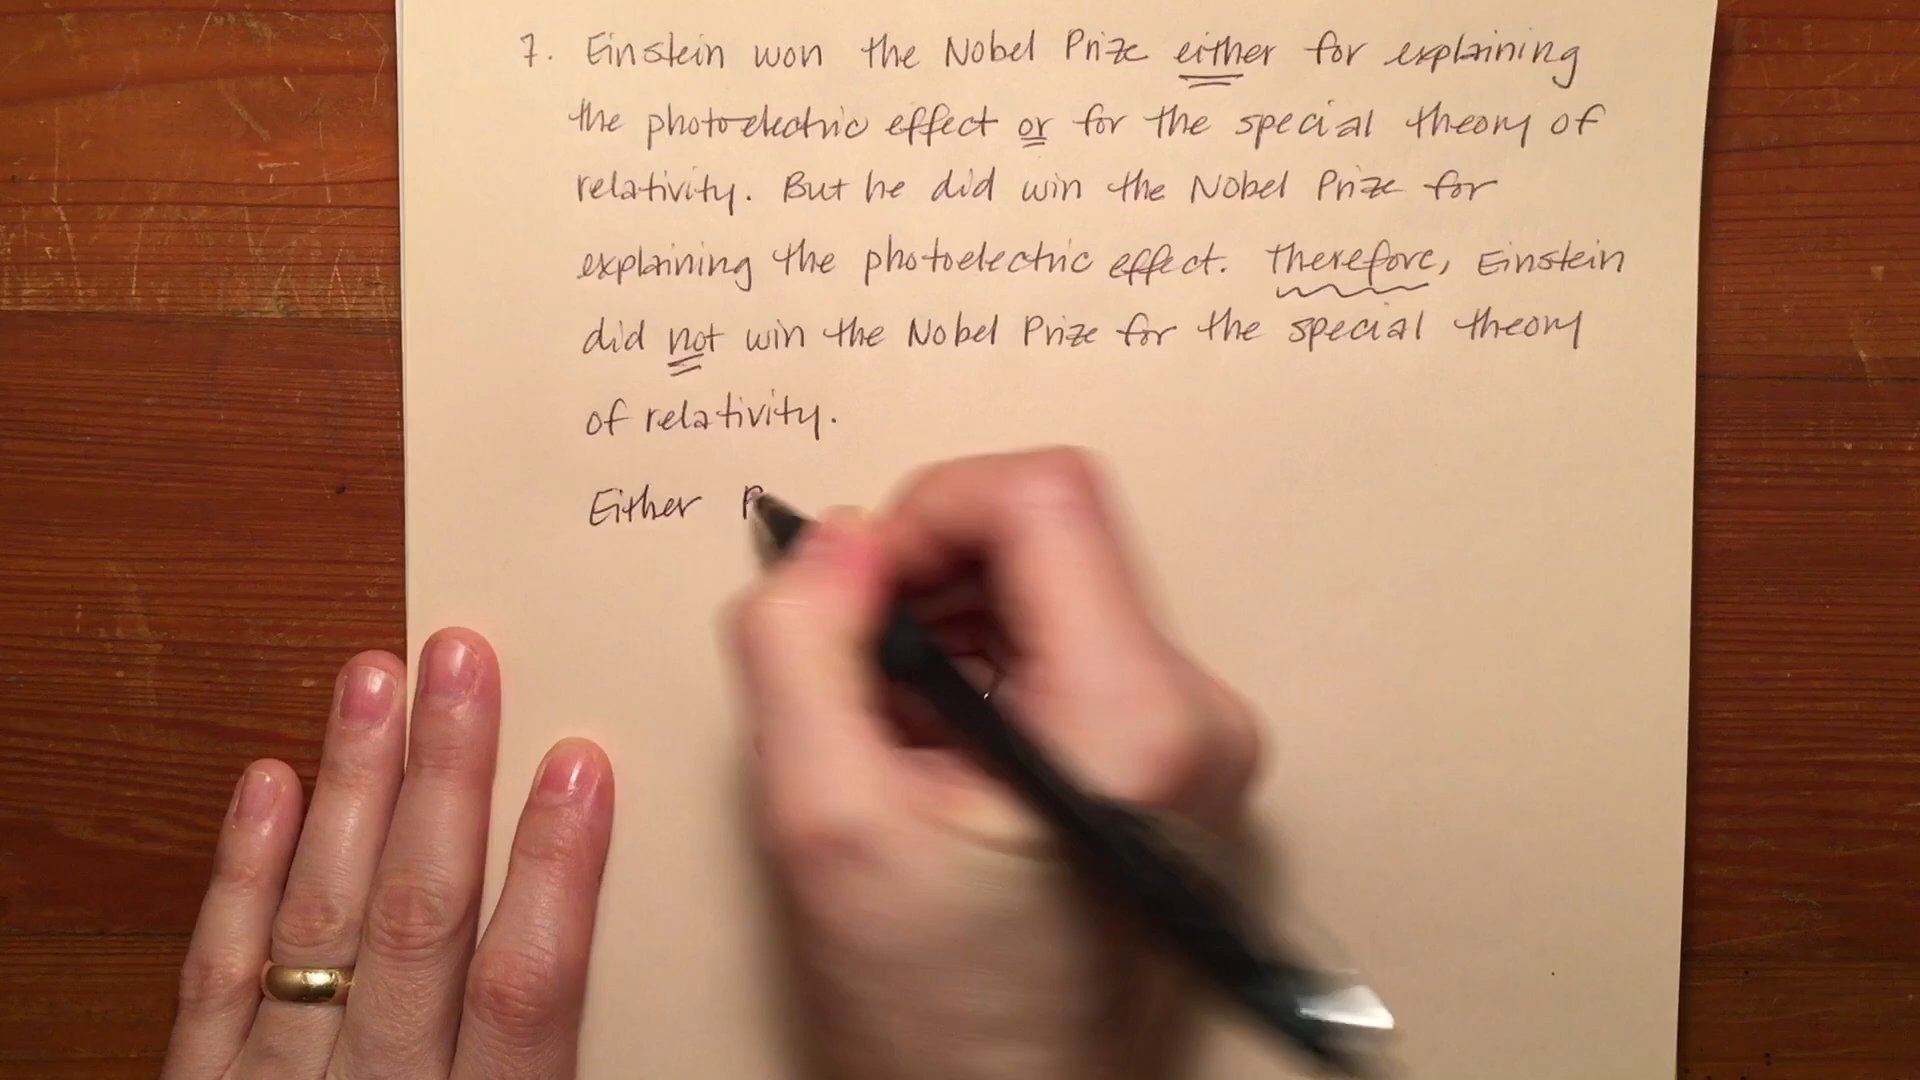 7. Einstein won the Nobel Prize either for explaining
the photoelectric effect or for the special theory of
relativity. But he did win the Nobel Prize for
explaining the photoelectric effect. Therefore, Einstein
did not win the Nobel Prize for the special theory
of relativity.
Either P